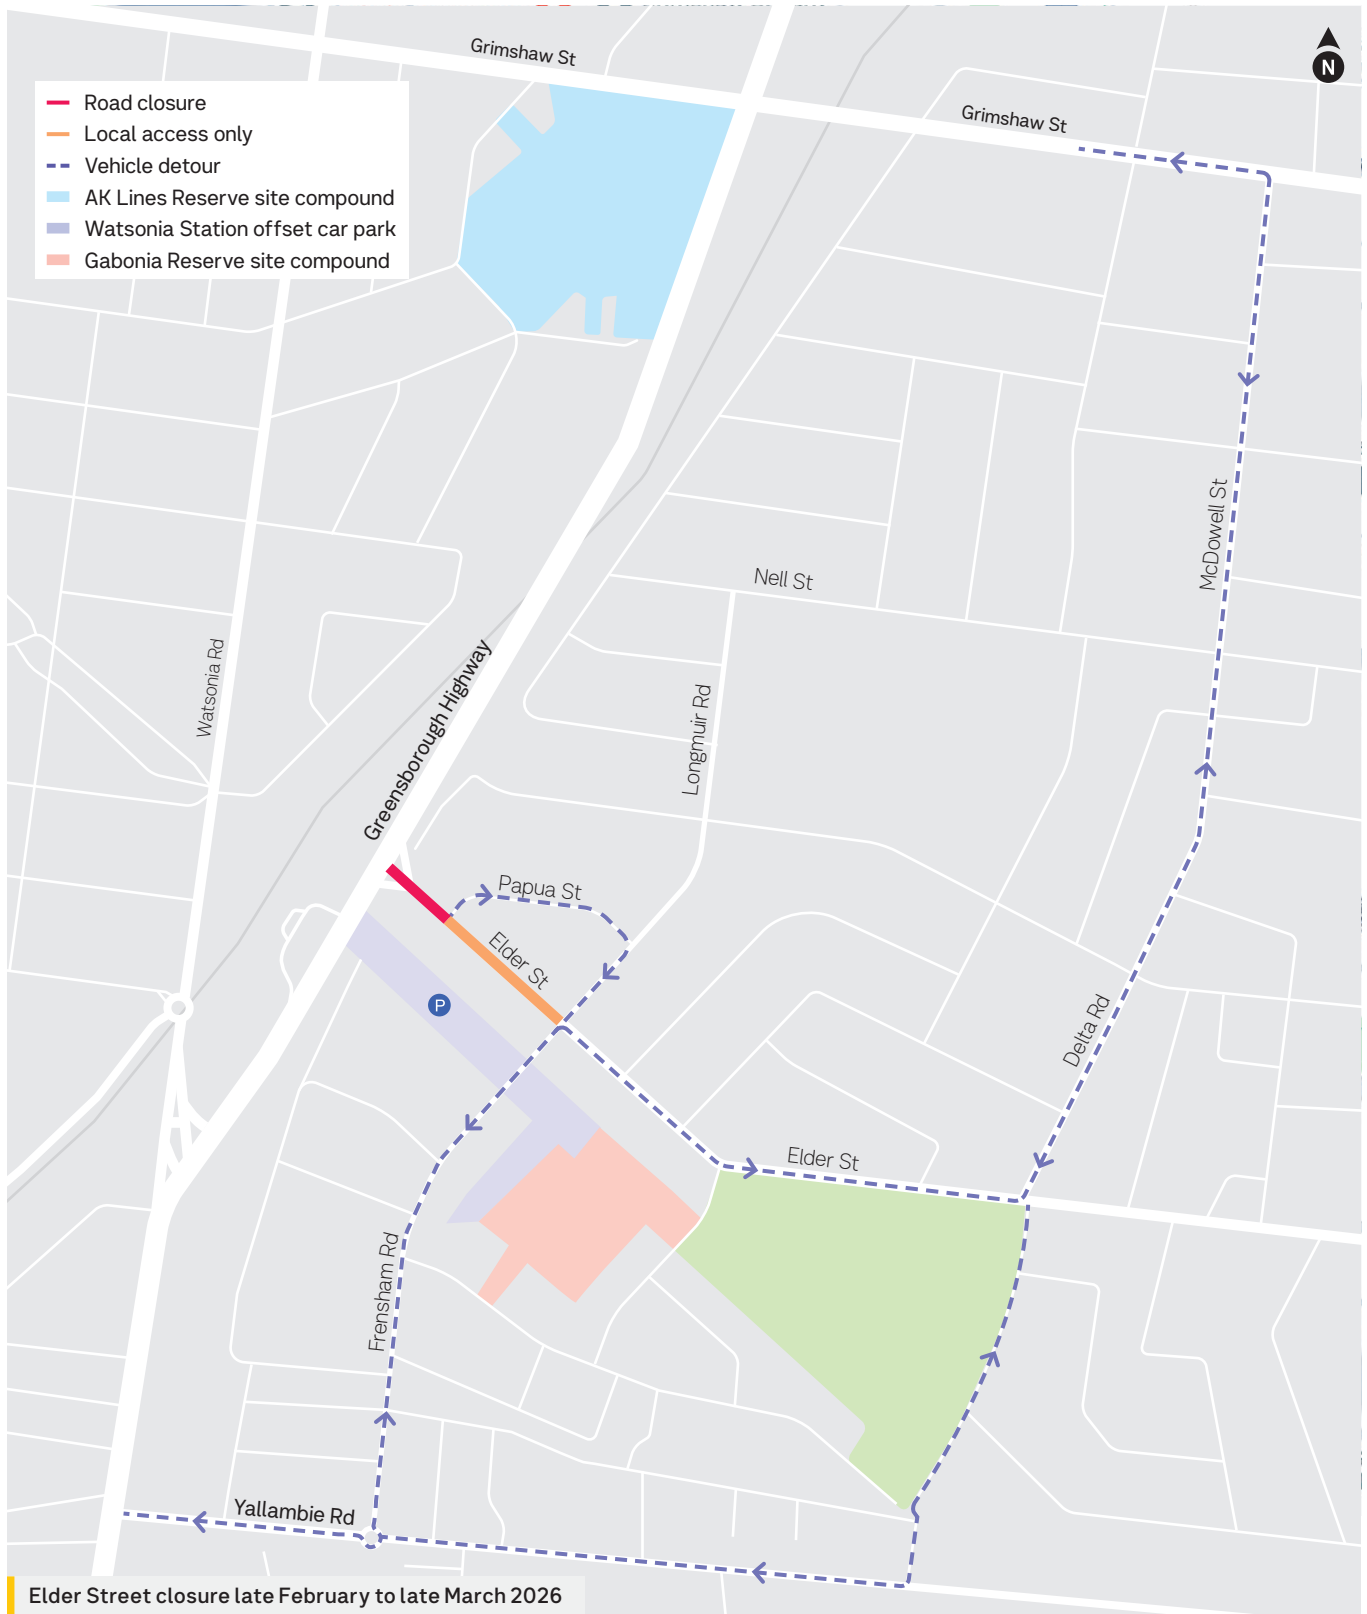 Grimshaw St
N
Road closure
Local access only
Vehicle detour
AK Lines Reserve site compound
Watsonia Station offset car park
Gabonia Reserve site compound
Grimshaw St
McDowell St
Nell St
Watsonia Rd
Greensborough Highway
Longmuir Rd
Papua St
Elder St
P
Delta Rd
Elder St
Frensham Rd
Yallambie Rd
Elder Street closure late February to late March 2026